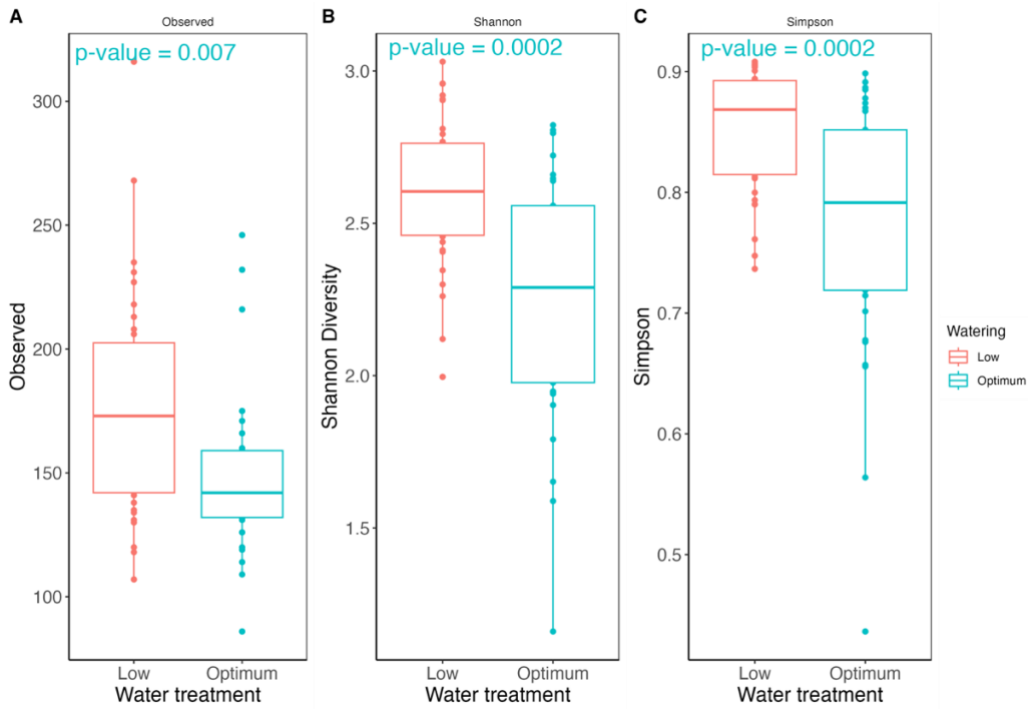 A
Observed
p-value = 0.007
300
250
200
150
100
Observed
Low Optimum
Water treatment
B
Shannon
p-value = 0.0002
3.0
2.5
2.0
1.5
Shannon Diversity
Low Optimum
Water treatment
C
Simpson
p-value = 0.0002
0.9
0.8
0.7
0.6
0.5
Simpson
Low Optimum
Water treatment
Watering
Low
Optimum